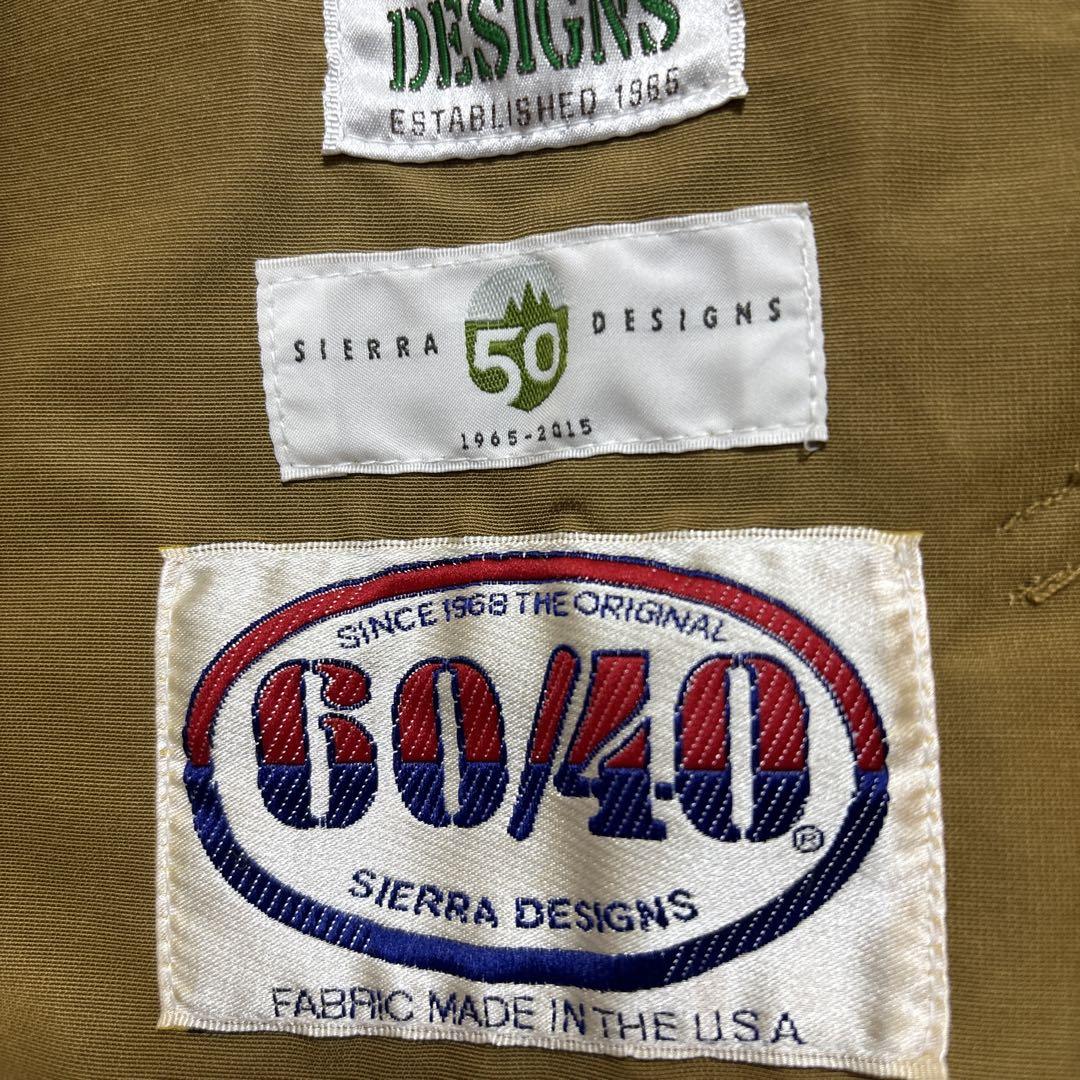 DESIGNS
ESTABLISHED 1965
SIERRA 50 DESIGNS
1965-2015
SINCE 1968 THE ORIGINAL
60/40®
SIERRA DESIGNS
FABRIC MADE IN THE U.S.A